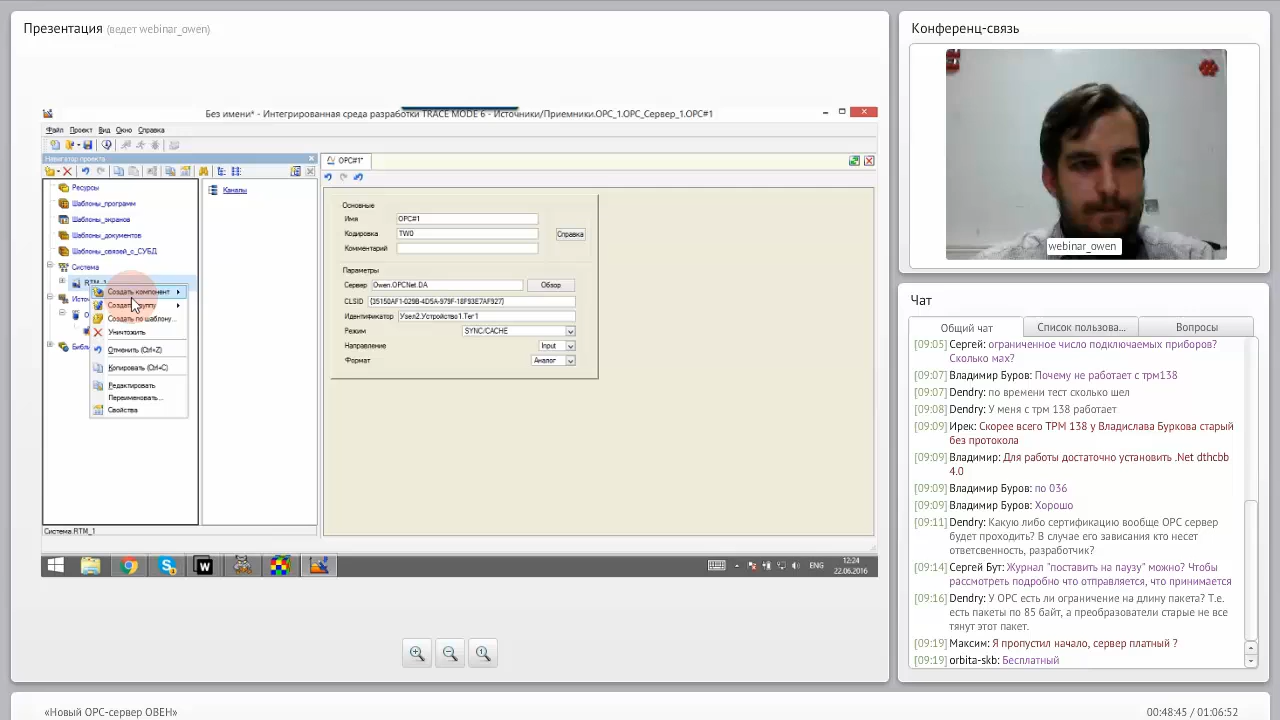 Презентация (ведет webinar_owen)
Без имени* - Интегрированная среда разработки TRACE MODE 6 - Источники/Приемники.OPC_1.OPC_Сервер_1.OPC#1
Файл Проект Вид Окно Справка
Навигатор проекта
Ресурсы
Шаблоны_программ
Шаблоны_экранов
Шаблоны_документов
Шаблоны_связей_с_СУБД
Система
RTM_1
Создать компонент
Создать группу
Создать по шаблону...
Уничтожить
Отменить (Ctrl+Z)
Копировать (Ctrl+C)
Редактировать
Переименовать...
Свойства
Система.RTM_1
Каналы
OPC#1*
Основные
Имя OPC#1
Кодировка TW0
Комментарий
Справка
Параметры
Сервер Owen.OPCNet.DA Обзор
CLSID {35150AF1-029B-4D5A-979F-18F93E7AF927}
Идентификатор Узел2.Устройство1.Тег1
Режим SYNC/CACHE
Направление Input
Формат Аналог
ENG
12:24
22.06.2016
Конференц-связь
webinar_owen
Чат
Общий чат Список пользова... Вопросы
[09:05] Сергей: ограниченное число подключаемых приборов?
Сколько мах?
[09:07] Владимир Буров: Почему не работает с трм138
[09:07] Dendry: по времени тест сколько шел
[09:08] Dendry: У меня с трм 138 работает
[09:09] Ирек: Скорее всего ТРМ 138 у Владислава Буркова старый
без протокола
[09:09] Владимир: Для работы достаточно установить .Net dthcbb
4.0
[09:09] Владимир Буров: по 036
[09:09] Владимир Буров: Хорошо
[09:11] Dendry: Какую либо сертификацию вообще OPC сервер
будет проходить? В случае его зависания кто несет
ответсвенность, разработчик?
[09:14] Сергей Бут: Журнал "поставить на паузу" можно? Чтобы
рассмотреть подробно что отправляется, что принимается
[09:16] Dendry: У OPC есть ли ограничение на длину пакета? Т.е.
есть пакеты по 85 байт, а преобразователи старые не все
тянут этот пакет.
[09:19] Максим: Я пропустил начало, сервер платный ?
[09:19] orbita-skb: Бесплатный
«Новый OPC-сервер ОВЕН»
00:48:45 / 01:06:52